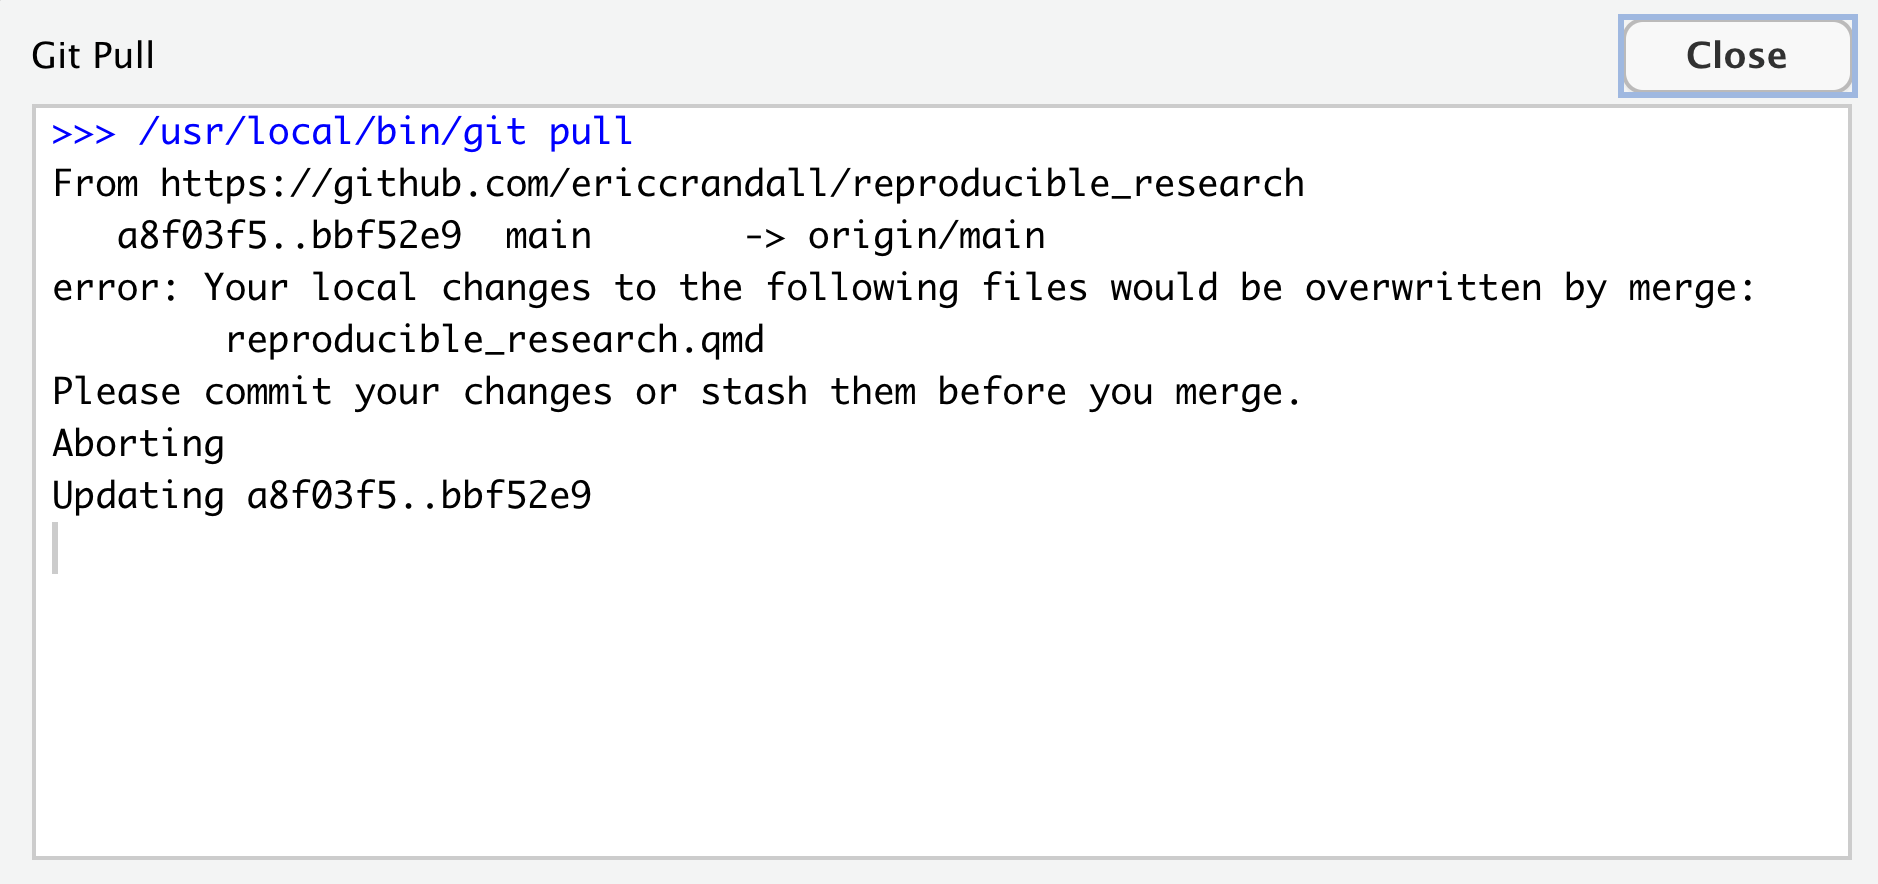 Git Pull
Close
>>> /usr/local/bin/git pull
From https://github.com/ericcrandall/reproducible_research
   a8f03f5..bbf52e9  main       -> origin/main
error: Your local changes to the following files would be overwritten by merge:
        reproducible_research.qmd
Please commit your changes or stash them before you merge.
Aborting
Updating a8f03f5..bbf52e9